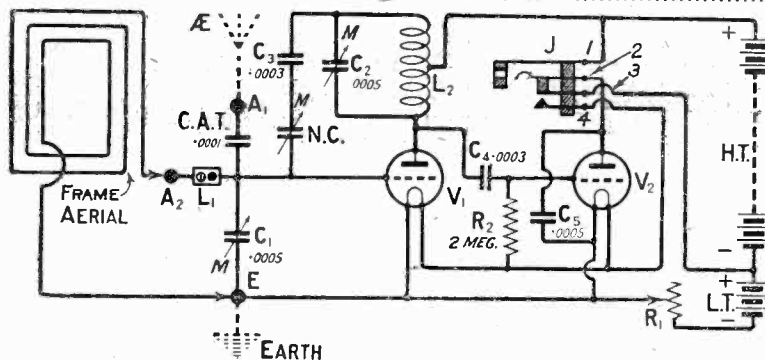 Æ
A₁
C.A.T.
.0001
C₃
.0003
M
C₂
.0005
M
N.C.
L₂
J
1
2
3
4
+
H.T.
-
FRAME
AERIAL
A₂
L₁
C₁
.0005
M
E
EARTH
V₁
C₄ .0003
R₂
2 MEG.
C₅
.0005
V₂
R₁
+
L.T.
-